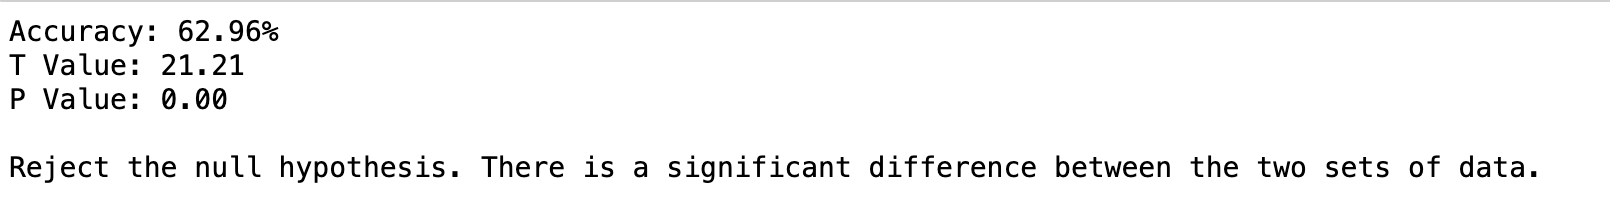 Accuracy: 62.96%
T Value: 21.21
P Value: 0.00
Reject the null hypothesis. There is a significant difference between the two sets of data.